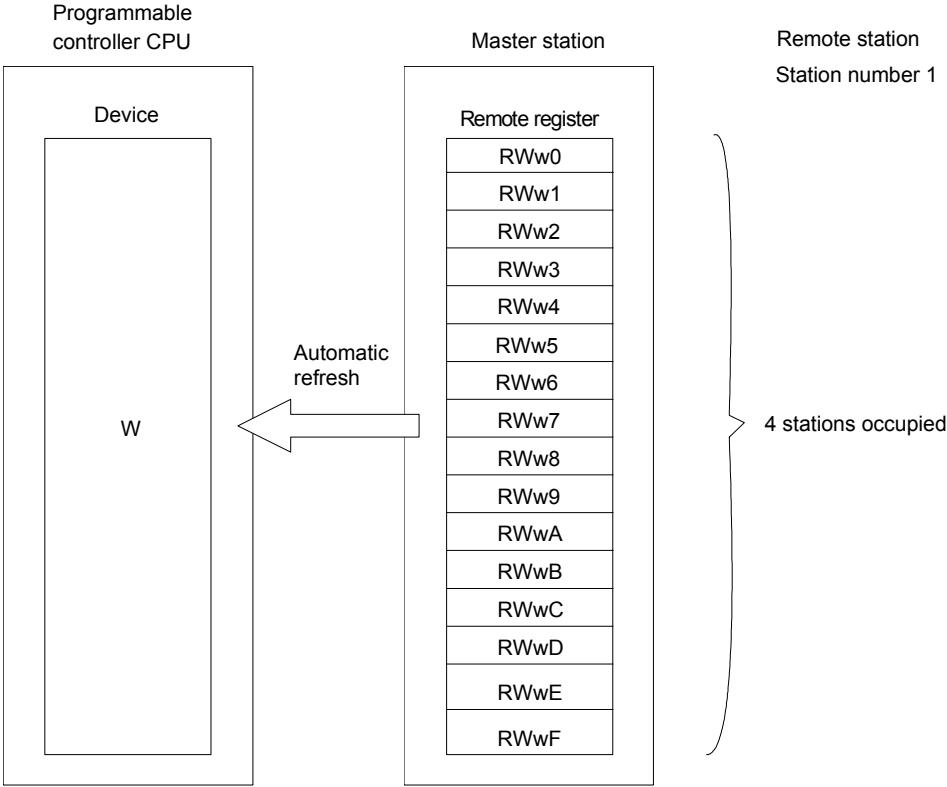 Programmable
controller CPU
Master station
Remote station
Station number 1
Device
Remote register
RWw0
RWw1
RWw2
RWw3
RWw4
RWw5
RWw6
RWw7
RWw8
RWw9
RWwA
RWwB
RWwC
RWwD
RWwE
RWwF
Automatic
refresh
W
4 stations occupied